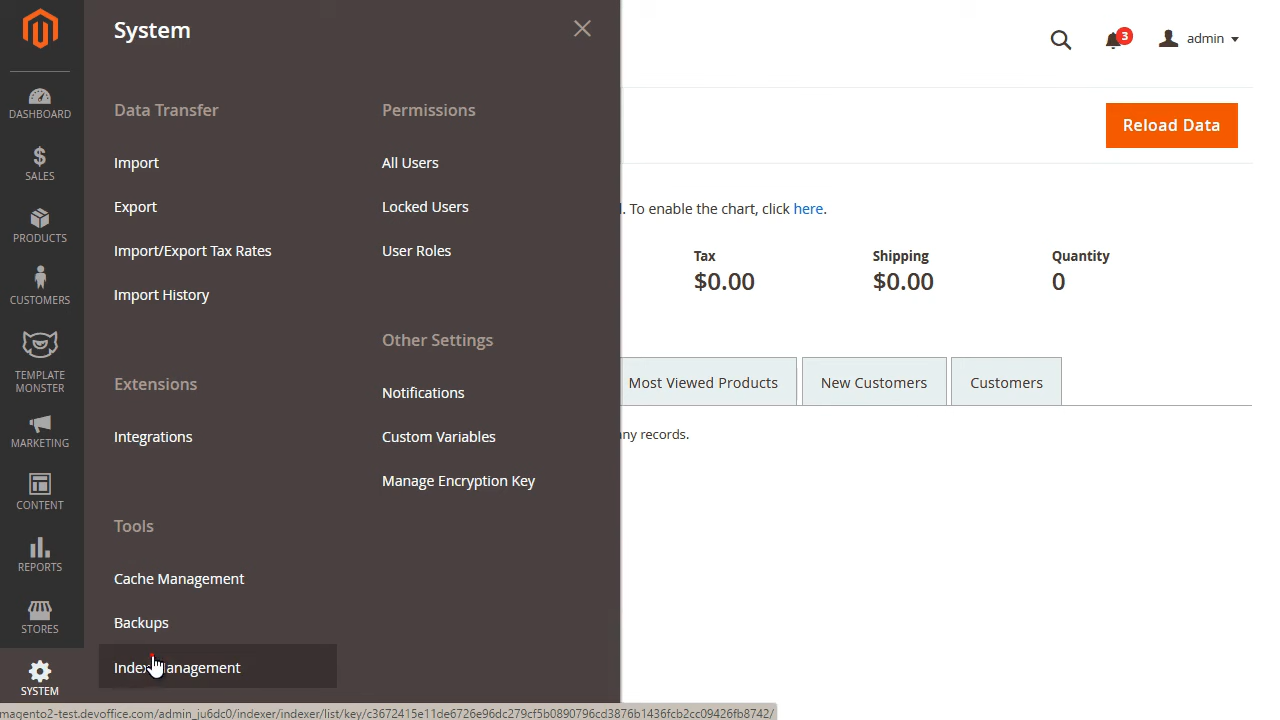 DASHBOARD
SALES
PRODUCTS
CUSTOMERS
TEMPLATE
MONSTER
MARKETING
CONTENT
REPORTS
STORES
SYSTEM
System
Data Transfer
Import
Export
Import/Export Tax Rates
Import History
Extensions
Integrations
Tools
Cache Management
Backups
Index Management
Permissions
All Users
Locked Users
User Roles
Other Settings
Notifications
Custom Variables
Manage Encryption Key
3
admin
Reload Data
. To enable the chart, click here.
Tax
Shipping
Quantity
$0.00
$0.00
0
Most Viewed Products
New Customers
Customers
any records.
magento2-test.devoffice.com/admin_ju6dc0/indexer/indexer/list/key/c3672415e11de6726e96dc279cf5b0890796cd3876b1436fcb2cc09426fb8742/